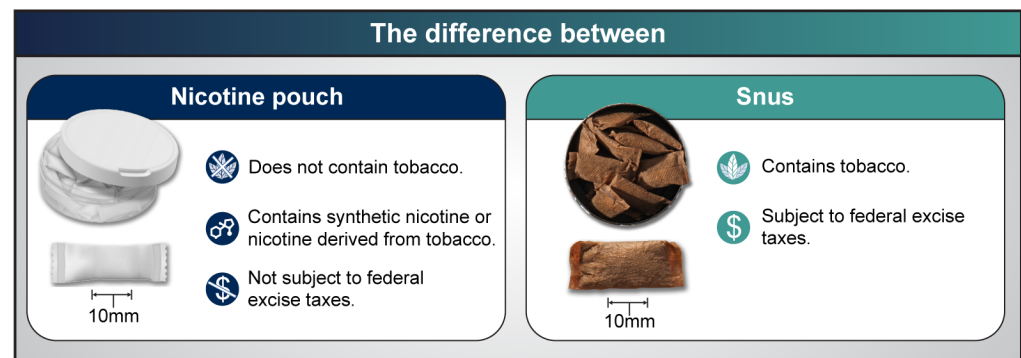 The difference between
Nicotine pouch
Does not contain tobacco.
Contains synthetic nicotine or
nicotine derived from tobacco.
Not subject to federal
excise taxes.
10mm
Snus
Contains tobacco.
Subject to federal excise
taxes.
10mm